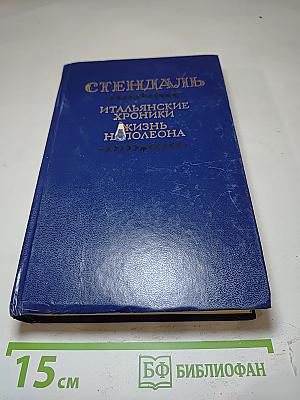 СТЕНДАЛЬ
ИТАЛЬЯНСКИЕ
ХРОНИКИ
ЖИЗНЬ
НАПОЛЕОНА
15 см
БФ БИБЛИОФАН